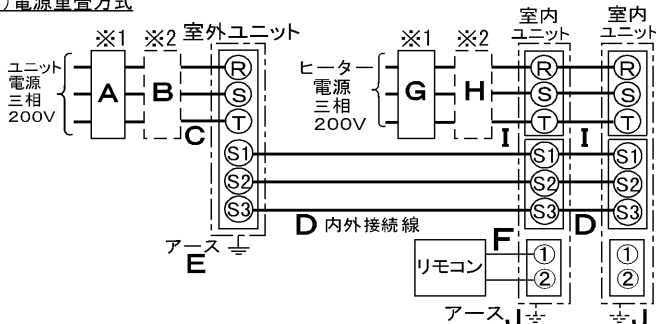 )電源重畳方式
※1 ※2 室外ユニット
ユニット
電源
三相
200V
A
B
C
R
S
T
S1
S2
S3
アース
E
※1 ※2
ヒーター
電源
三相
200V
G
H
I
室内
ユニット
R
S
T
S1
S2
S3
I
室内
ユニット
R
S
T
S1
S2
S3
D 内外接続線
D
F
リモコン
1
2
1
2
アース J
J